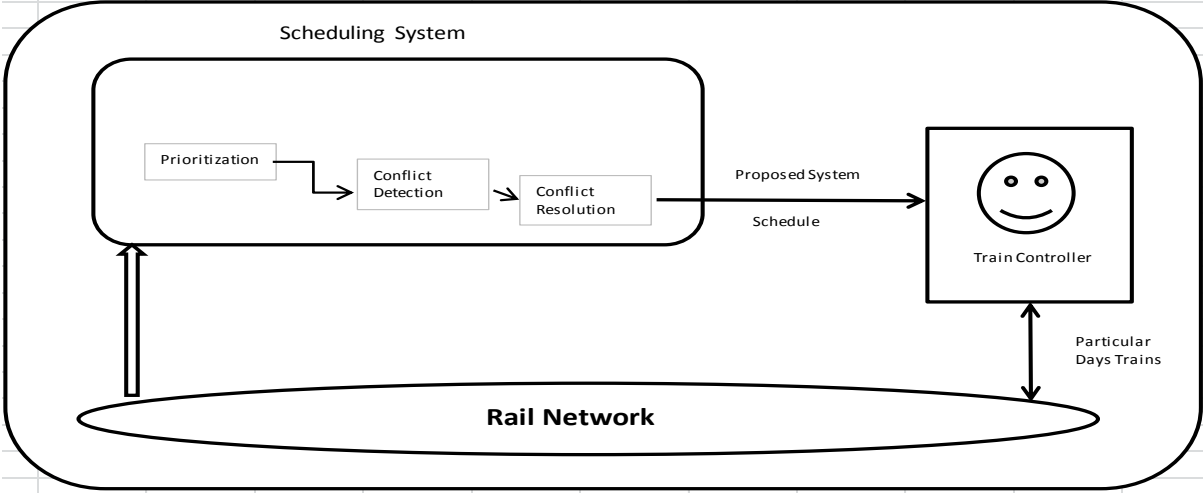 Scheduling System
Prioritization
Conflict
Detection
Conflict
Resolution
Proposed System
Schedule
Train Controller
Particular
Days Trains
Rail Network